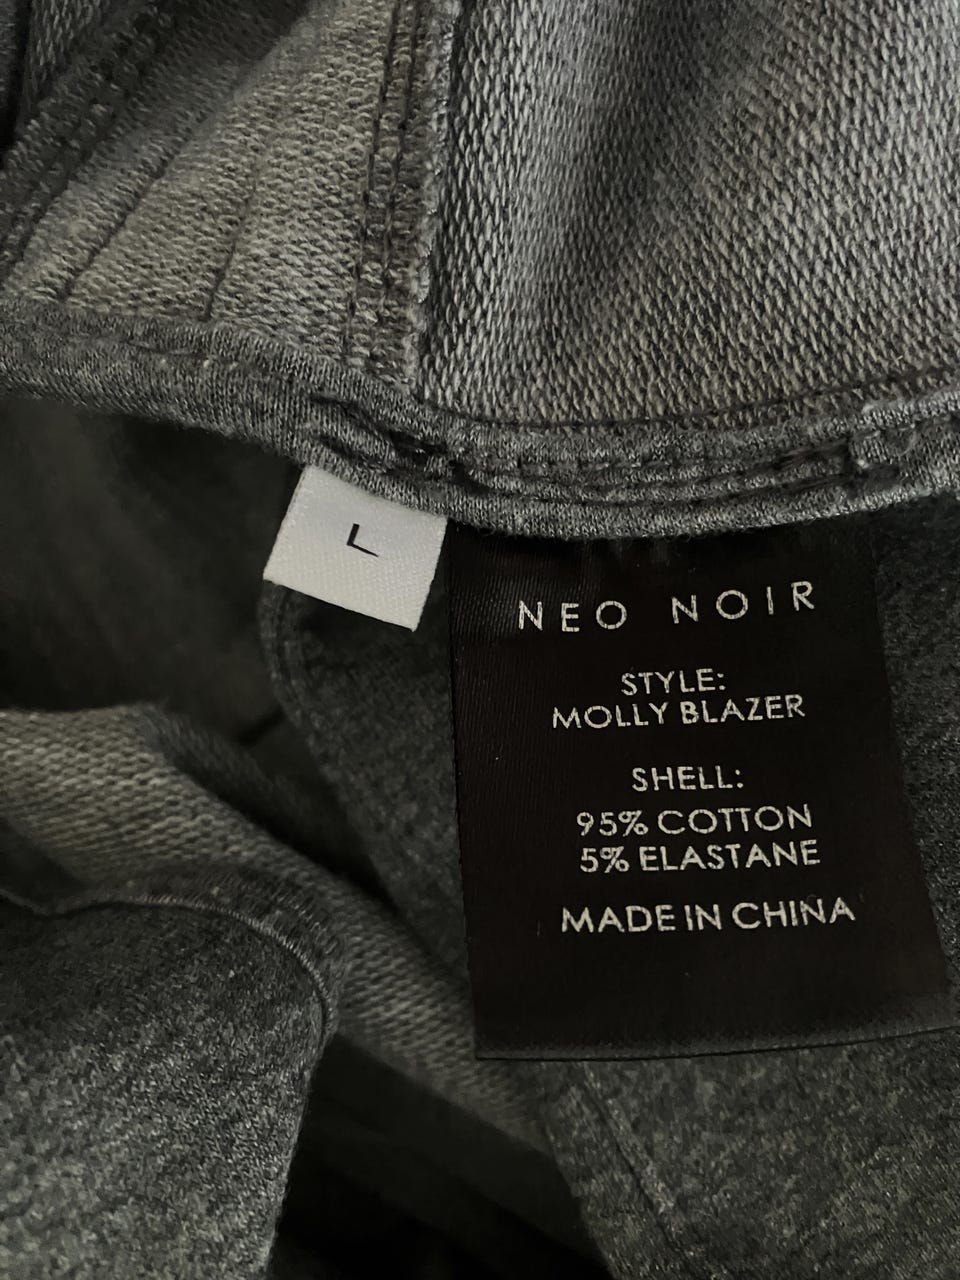 L
NEO NOIR
STYLE:
MOLLY BLAZER
SHELL:
95% COTTON
5% ELASTANE
MADE IN CHINA